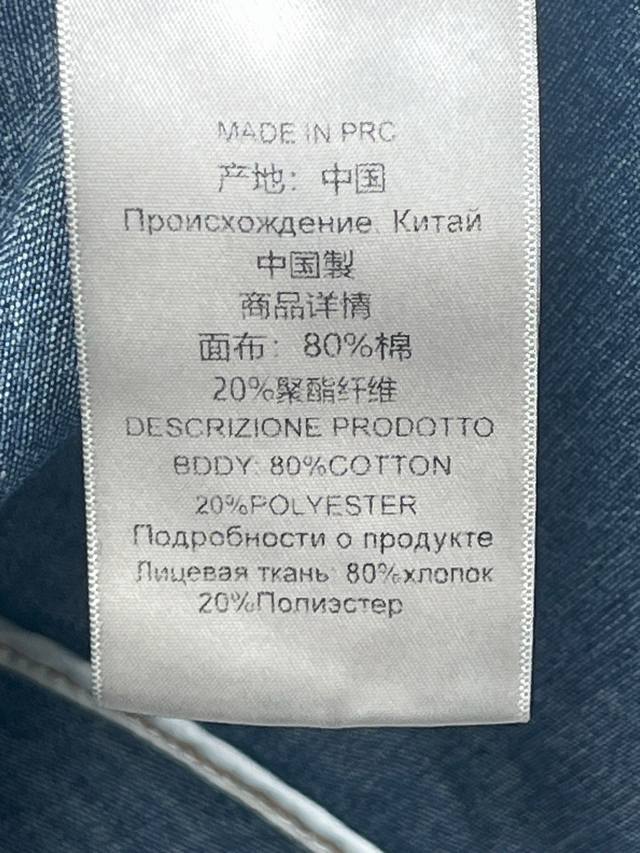 MADE IN PRC
产地：中国
Происхождение. Китай
中国製
商品详情
面布：80%棉
20%聚酯纤维
DESCRIZIONE PRODOTTO
BDDY: 80%COTTON
20%POLYESTER
Подробности о продукте
Лицевая ткань: 80%хлопок
20%Полиэстер